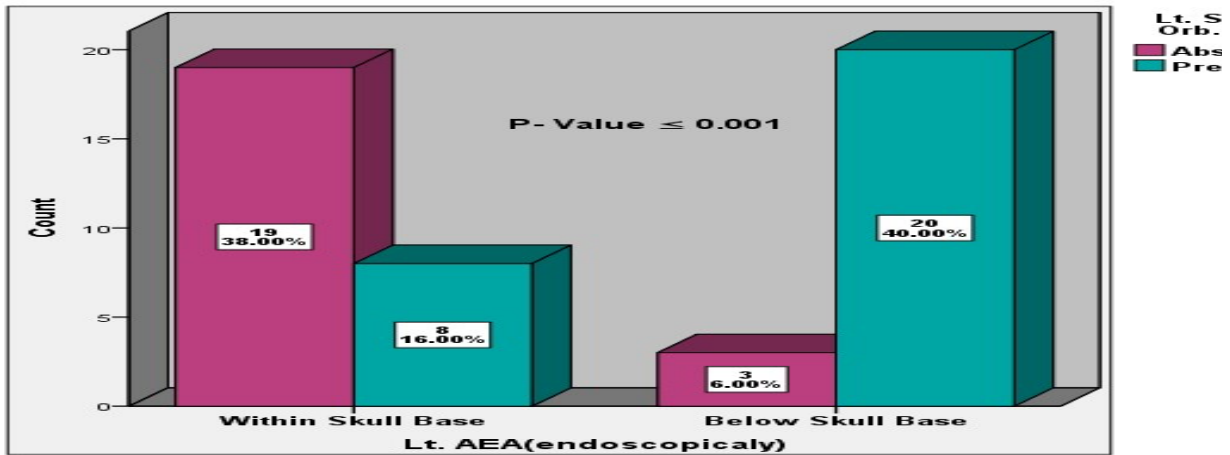 Lt. S
Orb.
Abs
Pre
20
15
10
5
0
Count
P- Value ≤ 0.001
19
38.00%
8
16.00%
3
6.00%
20
40.00%
Within Skull Base
Below Skull Base
Lt. AEA(endoscopicaly)